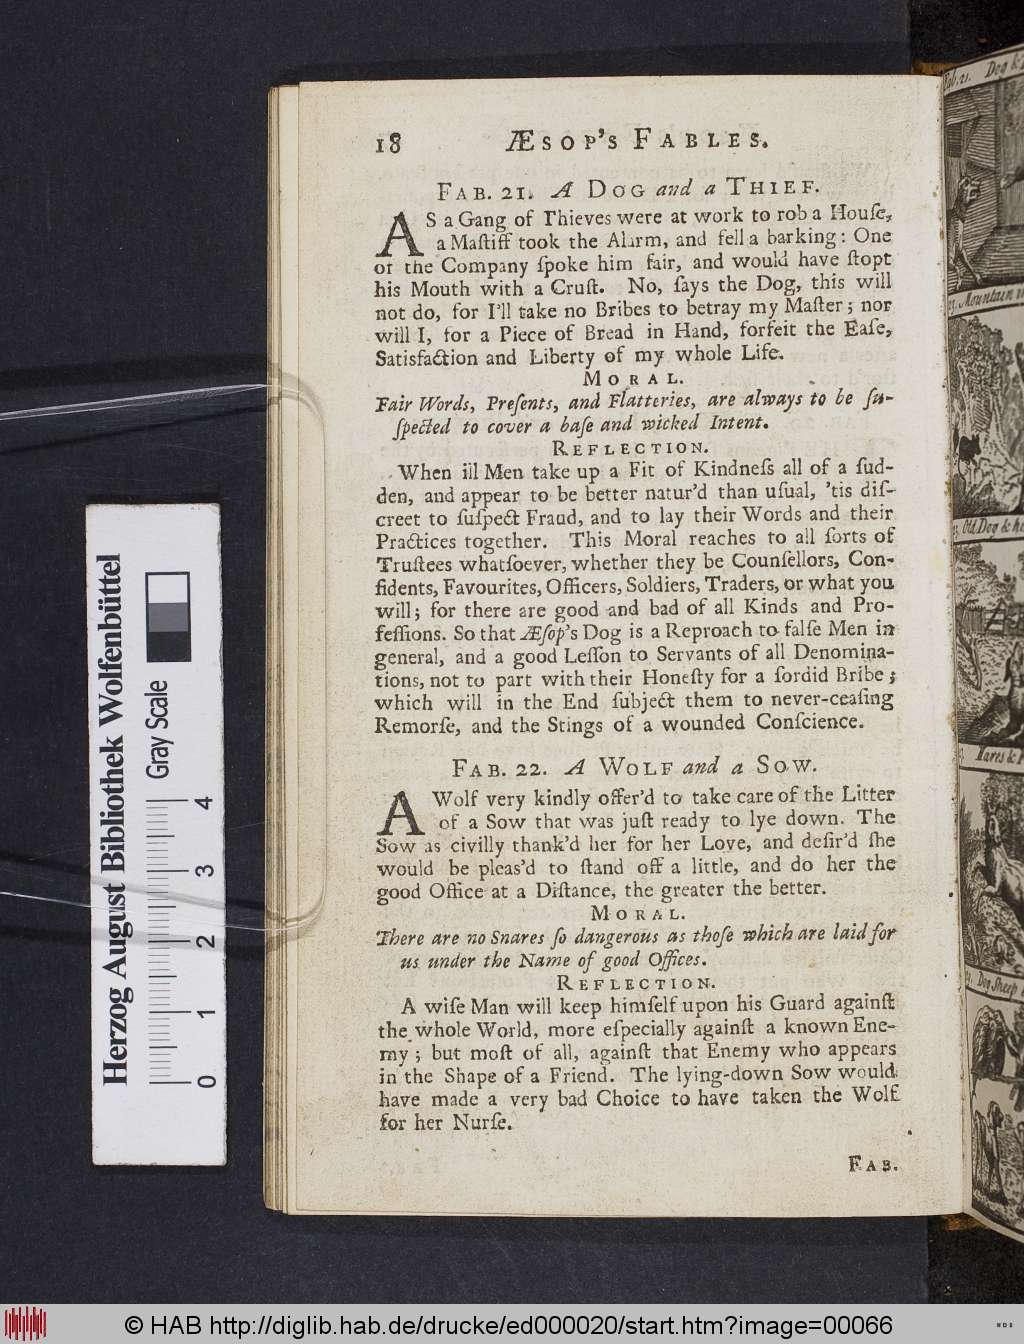 18 ÆSOP'S FABLES.
FAB. 21. A DOG and a THIEF.
AS a Gang of Thieves were at work to rob a Houſe,
a Maſtiff took the Alarm, and fell a barking: One
of the Company ſpoke him fair, and would have ſtopt
his Mouth with a Cruſt. No, ſays the Dog, this will
not do, for I'll take no Bribes to betray my Maſter; nor
will I, for a Piece of Bread in Hand, forfeit the Eaſe,
Satisfaction and Liberty of my whole Life.
MORAL.
Fair Words, Preſents, and Flatteries, are always to be ſu-
ſpected to cover a baſe and wicked Intent.
REFLECTION.
When ill Men take up a Fit of Kindneſs all of a ſud-
den, and appear to be better natur'd than uſual, 'tis diſ-
creet to ſuſpect Fraud, and to lay their Words and their
Practices together. This Moral reaches to all ſorts of
Truſtees whatſoever, whether they be Counſellors, Con-
fidents, Favourites, Officers, Soldiers, Traders, or what you
will; for there are good and bad of all Kinds and Pro-
feſſions. So that Æſop's Dog is a Reproach to falſe Men in
general, and a good Leſſon to Servants of all Denomina-
tions, not to part with their Honeſty for a ſordid Bribe;
which will in the End ſubject them to never-ceaſing
Remorſe, and the Stings of a wounded Conſcience.
FAB. 22. A WOLF and a SOW.
A Wolf very kindly offer'd to take care of the Litter
of a Sow that was juſt ready to lye down. The
Sow as civilly thank'd her for her Love, and deſir'd ſhe
would be pleas'd to ſtand off a little, and do her the
good Office at a Diſtance, the greater the better.
MORAL.
There are no Snares ſo dangerous as thoſe which are laid for
us under the Name of good Offices.
REFLECTION.
A wiſe Man will keep himſelf upon his Guard againſt
the whole World, more eſpecially againſt a known Ene-
my; but moſt of all, againſt that Enemy who appears
in the Shape of a Friend. The lying-down Sow would
have made a very bad Choice to have taken the Wolf
for her Nurſe.
FAB.
Fab. 21. Dog &
Mountain
Old Dog & h
Hares &
Dog Sheep
Herzog August Bibliothek Wolfenbüttel
Gray Scale
0 1 2 3 4
© HAB http://diglib.hab.de/drucke/ed000020/start.htm?image=00066